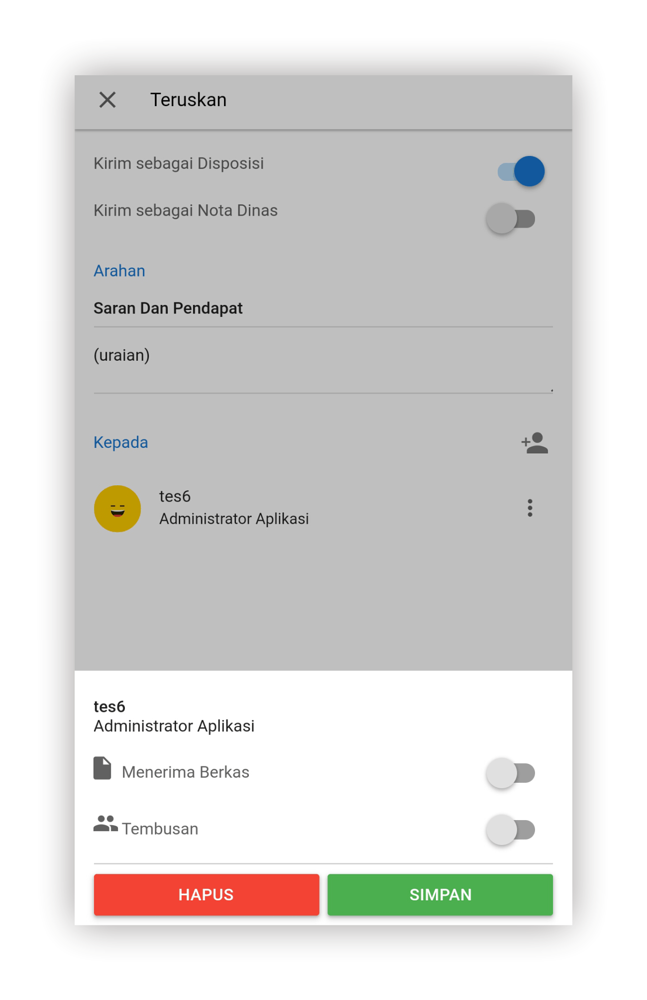 Teruskan
Kirim sebagai Disposisi
Kirim sebagai Nota Dinas
Arahan
Saran Dan Pendapat
(uraian)
Kepada
tes6
Administrator Aplikasi
tes6
Administrator Aplikasi
Menerima Berkas
Tembusan
HAPUS
SIMPAN